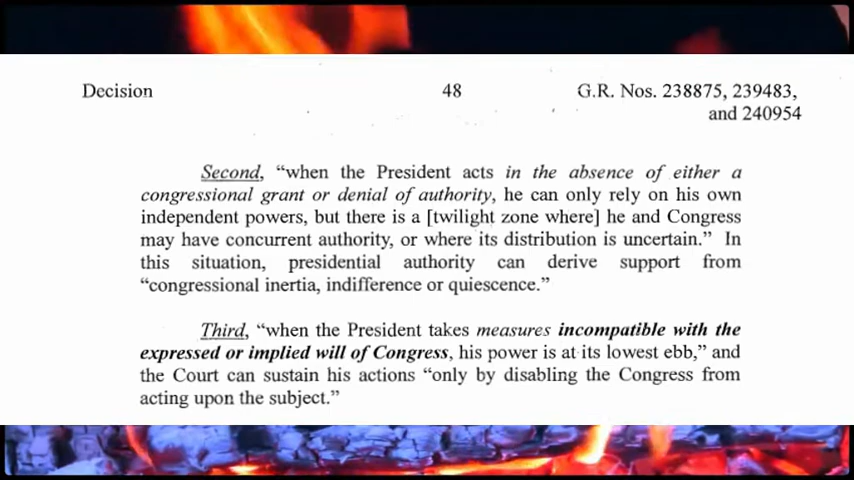 Decision 48 G.R. Nos. 238875, 239483,
and 240954
Second, “when the President acts in the absence of either a
congressional grant or denial of authority, he can only rely on his own
independent powers, but there is a [twilight zone where] he and Congress
may have concurrent authority, or where its distribution is uncertain.” In
this situation, presidential authority can derive support from
“congressional inertia, indifference or quiescence.”
Third, “when the President takes measures incompatible with the
expressed or implied will of Congress, his power is at its lowest ebb,” and
the Court can sustain his actions “only by disabling the Congress from
acting upon the subject.”